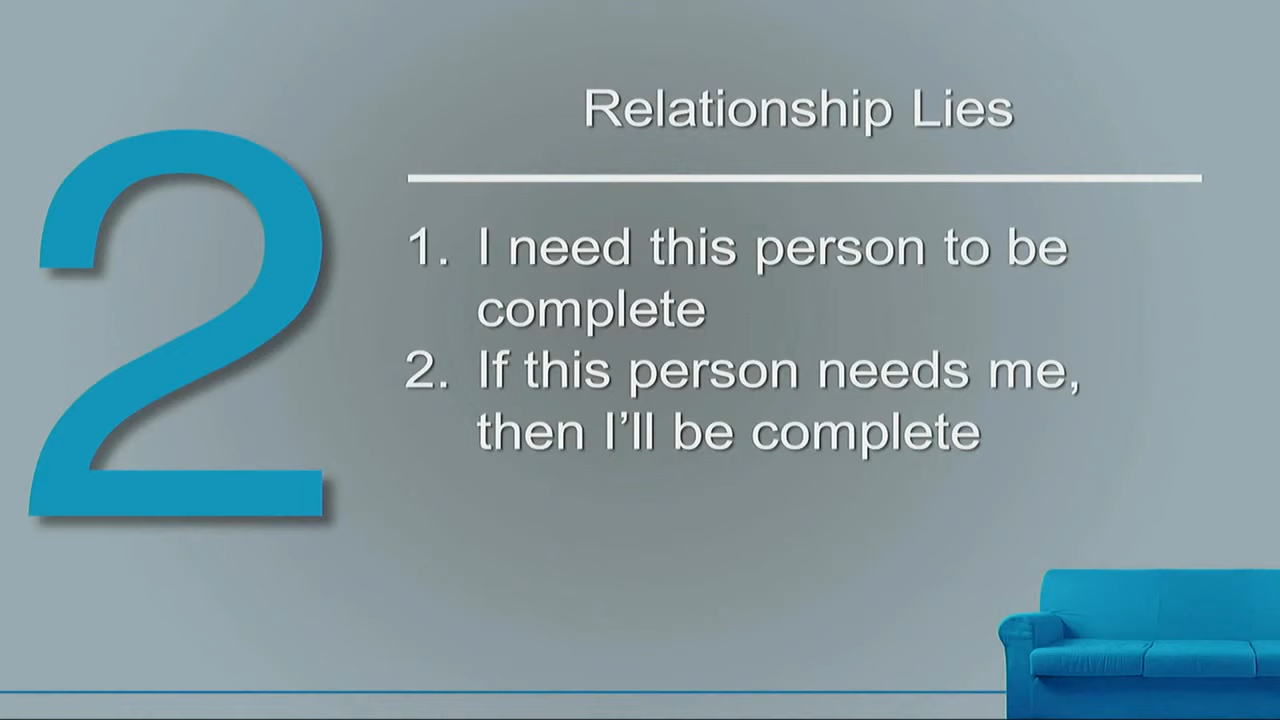 2
Relationship Lies
1. I need this person to be
complete
2. If this person needs me,
then I’ll be complete